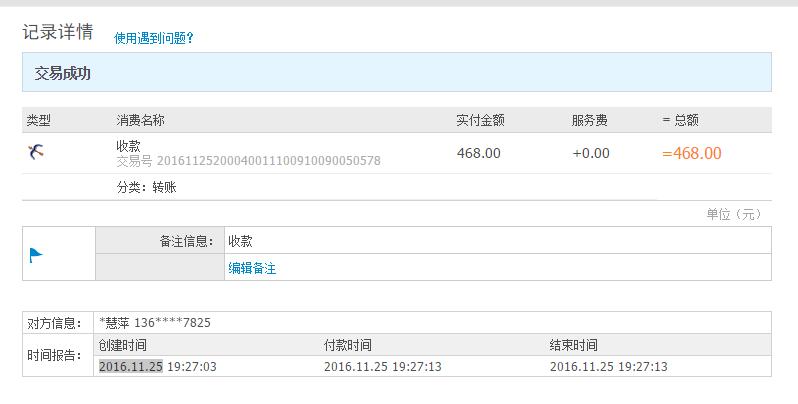 记录详情 使用遇到问题？
交易成功
类型 消费名称 实付金额 服务费 = 总额
收款
交易号 20161125200040011100910090050578
468.00 +0.00 =468.00
分类：转账
单位（元）
备注信息： 收款
编辑备注
对方信息： *慧萍 136****7825
时间报告： 创建时间 付款时间 结束时间
2016.11.25 19:27:03 2016.11.25 19:27:13 2016.11.25 19:27:13